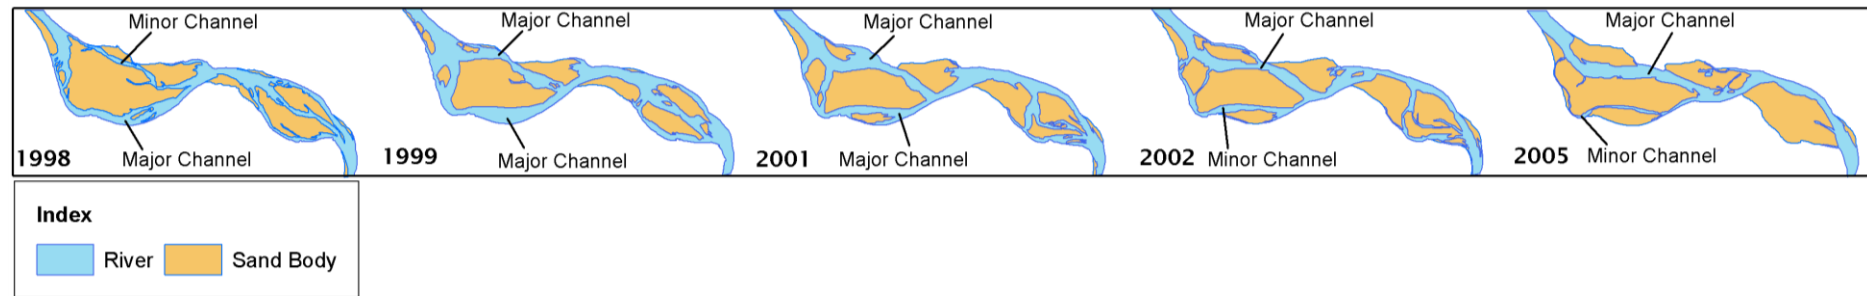 Minor Channel
Major Channel
1998
Major Channel
Major Channel
1999
Major Channel
Major Channel
2001
Major Channel
Minor Channel
2002
Major Channel
Minor Channel
2005
Index
River
Sand Body